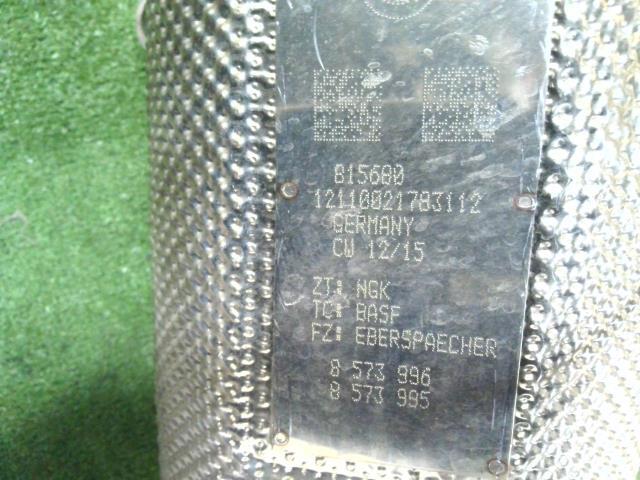 815680
12110021783112
GERMANY
CW 12/15
ZT: NGK
TC: BASF
FZ: EBERSPAECHER
8 573 996
8 573 995